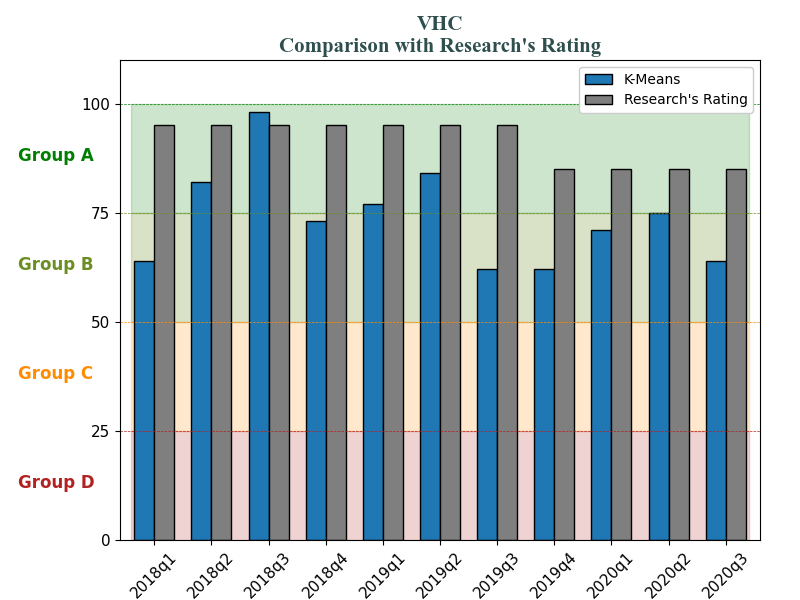 VHC
Comparison with Research's Rating
K-Means
Research's Rating
100
Group A
75
Group B
50
Group C
25
Group D
0
2018q1
2018q2
2018q3
2018q4
2019q1
2019q2
2019q3
2019q4
2020q1
2020q2
2020q3